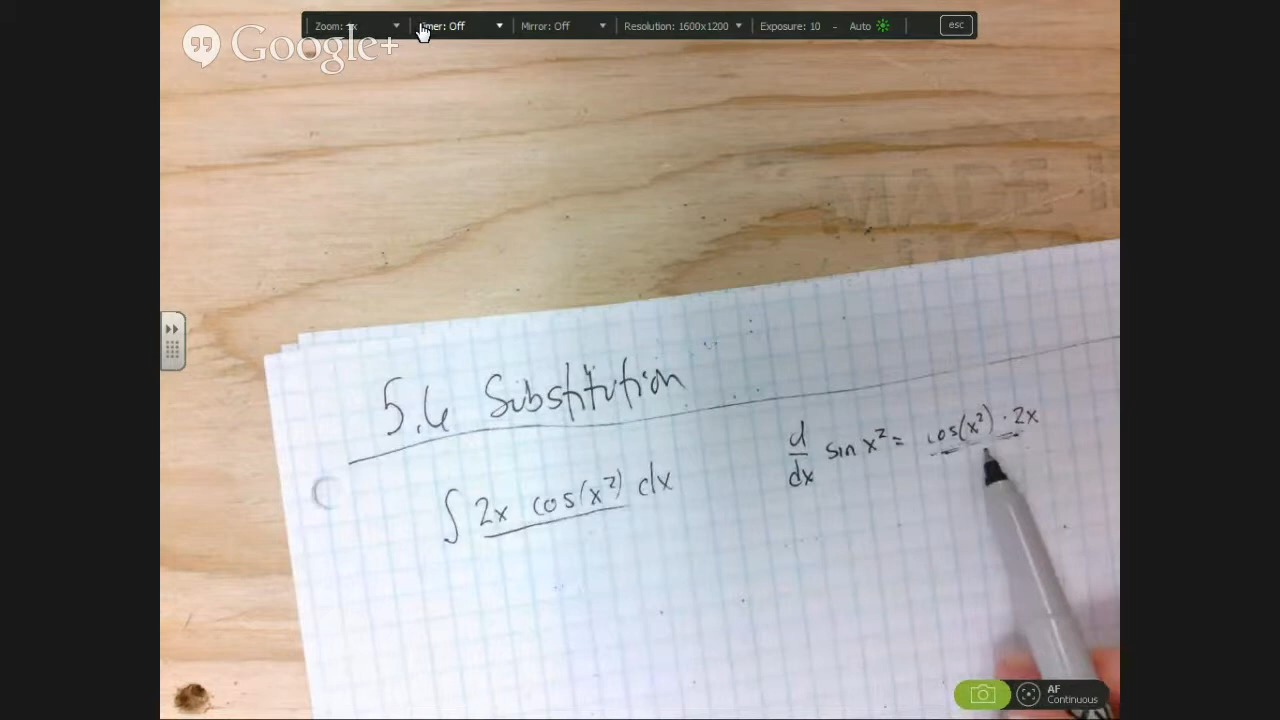 Zoom: 1x Timer: Off Mirror: Off Resolution: 1600x1200 Exposure: 10 - Auto esc
Google+
MADE I
5.6 Substitution
d/dx sin x² = cos(x²) · 2x
∫ 2x cos(x²) dx
AF
Continuous